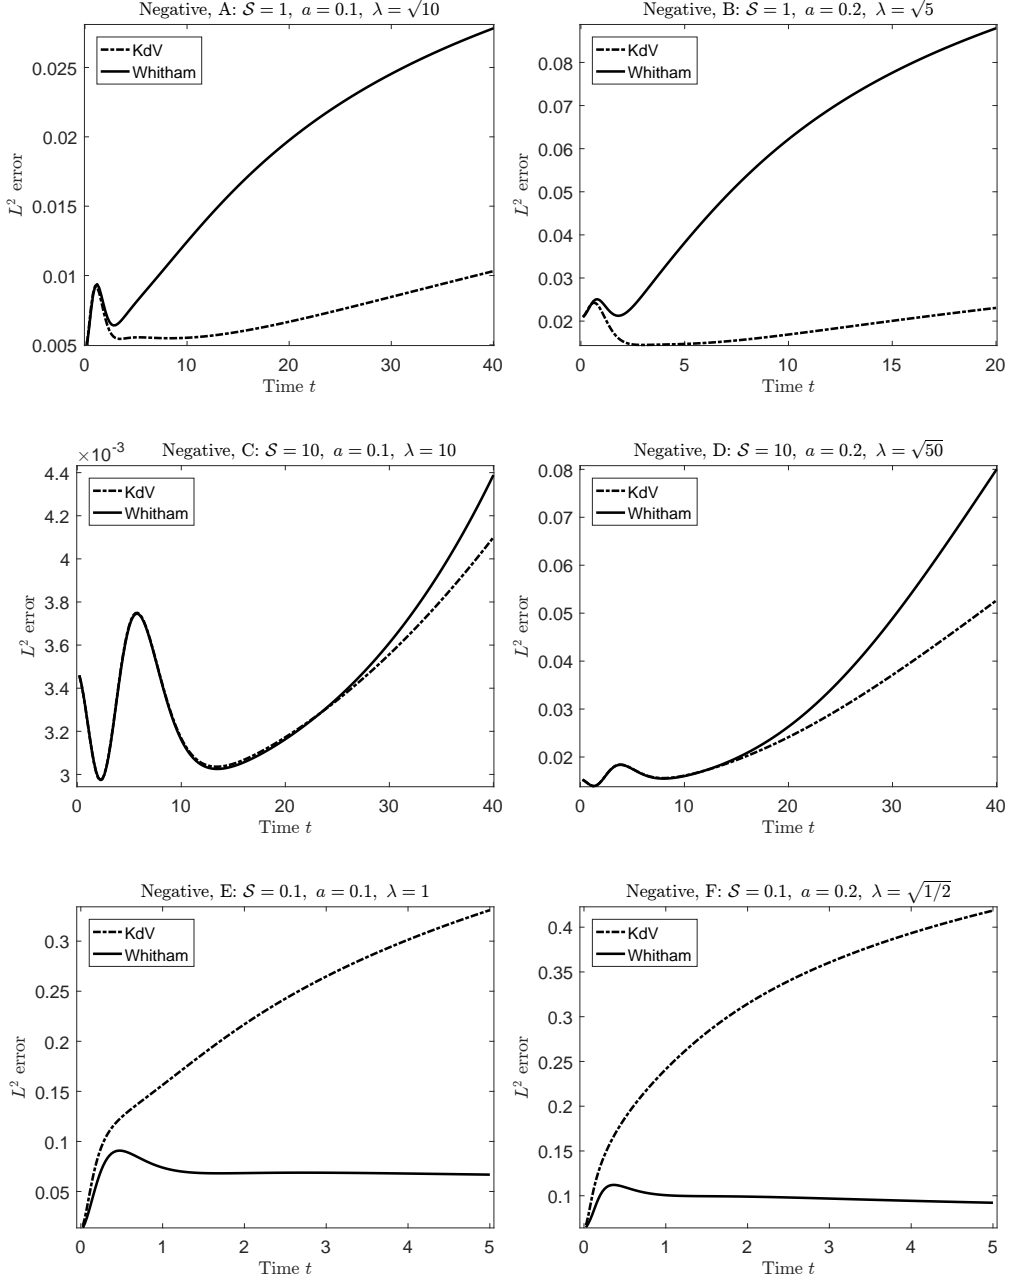 Negative, A: 𝒮 = 1, a = 0.1, λ = √10
0.025
0.02
0.015
0.01
0.005
L² error
KdV
Whitham
0 10 20 30 40
Time t
Negative, B: 𝒮 = 1, a = 0.2, λ = √5
0.08
0.07
0.06
0.05
0.04
0.03
0.02
L² error
KdV
Whitham
0 5 10 15 20
Time t
Negative, C: 𝒮 = 10, a = 0.1, λ = 10
×10⁻³
4.4
4.2
4
3.8
3.6
3.4
3.2
3
L² error
KdV
Whitham
0 10 20 30 40
Time t
Negative, D: 𝒮 = 10, a = 0.2, λ = √50
0.08
0.07
0.06
0.05
0.04
0.03
0.02
L² error
KdV
Whitham
0 10 20 30 40
Time t
Negative, E: 𝒮 = 0.1, a = 0.1, λ = 1
0.3
0.25
0.2
0.15
0.1
0.05
L² error
KdV
Whitham
0 1 2 3 4 5
Time t
Negative, F: 𝒮 = 0.1, a = 0.2, λ = √1/2
0.4
0.35
0.3
0.25
0.2
0.15
0.1
L² error
KdV
Whitham
0 1 2 3 4 5
Time t